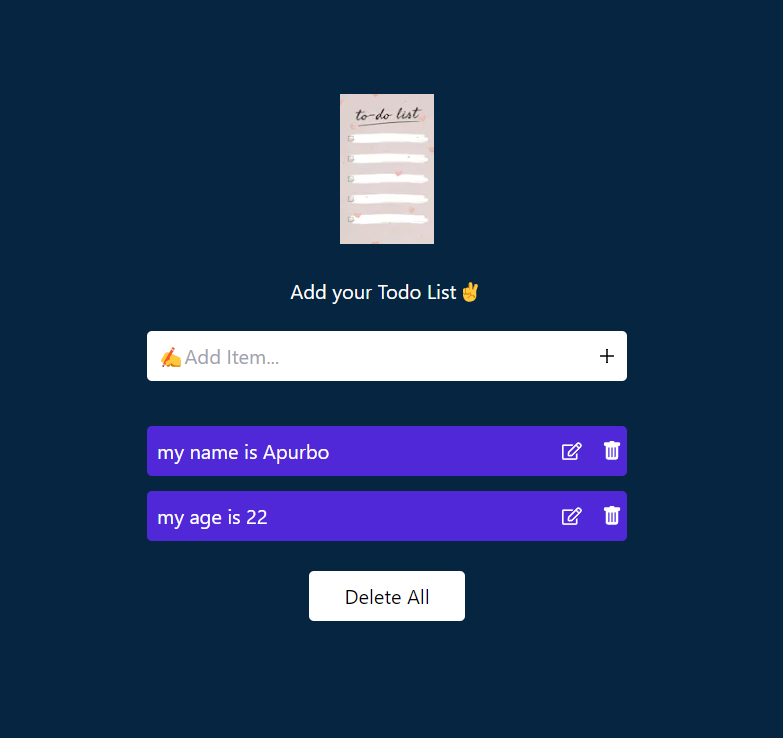 to-do list
Add your Todo List✌️
✍️Add Item...
my name is Apurbo
my age is 22
Delete All